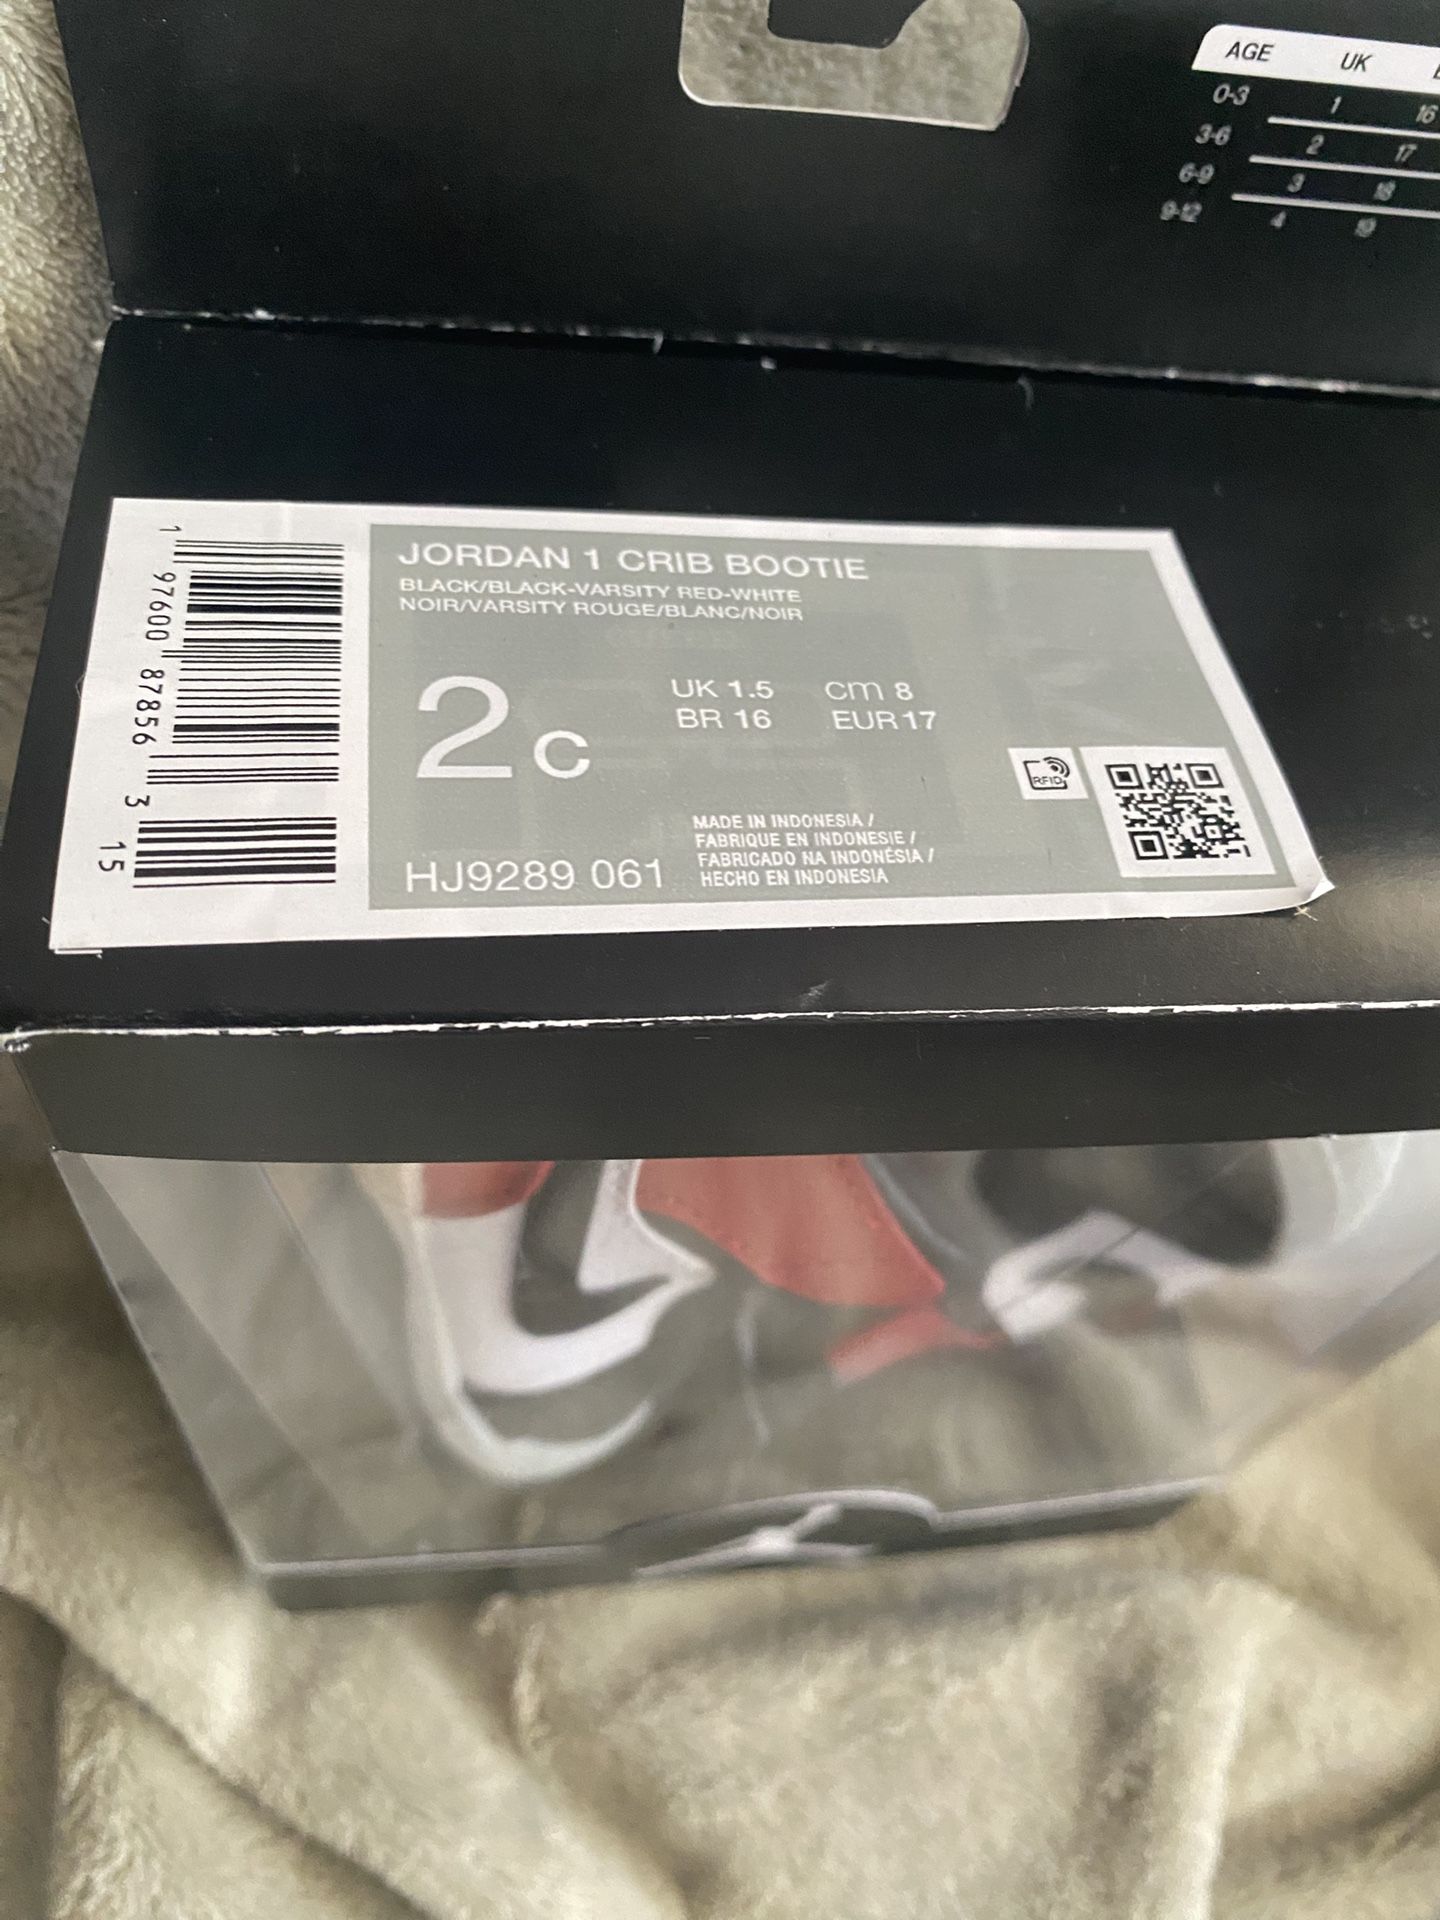 AGE UK
0-3 1 16
3-6 2 17
6-9 3 18
9-12 4 19
JORDAN 1 CRIB BOOTIE
BLACK/BLACK-VARSITY RED-WHITE
NOIR/VARSITY ROUGE/BLANC/NOIR
2 C
UK 1.5 cm 8
BR 16 EUR 17
MADE IN INDONESIA /
FABRIQUE EN INDONESIE /
FABRICADO NA INDONÉSIA /
HECHO EN INDONESIA
HJ9289 061
RFID
1 97600 87856 3 15